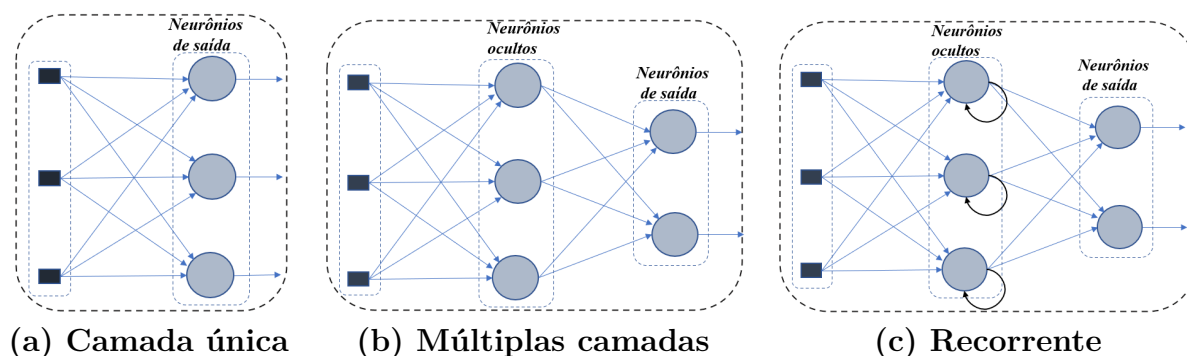 Neurônios
de saída
Neurônios
ocultos
Neurônios
de saída
Neurônios
ocultos
Neurônios
de saída
(a) Camada única
(b) Múltiplas camadas
(c) Recorrente